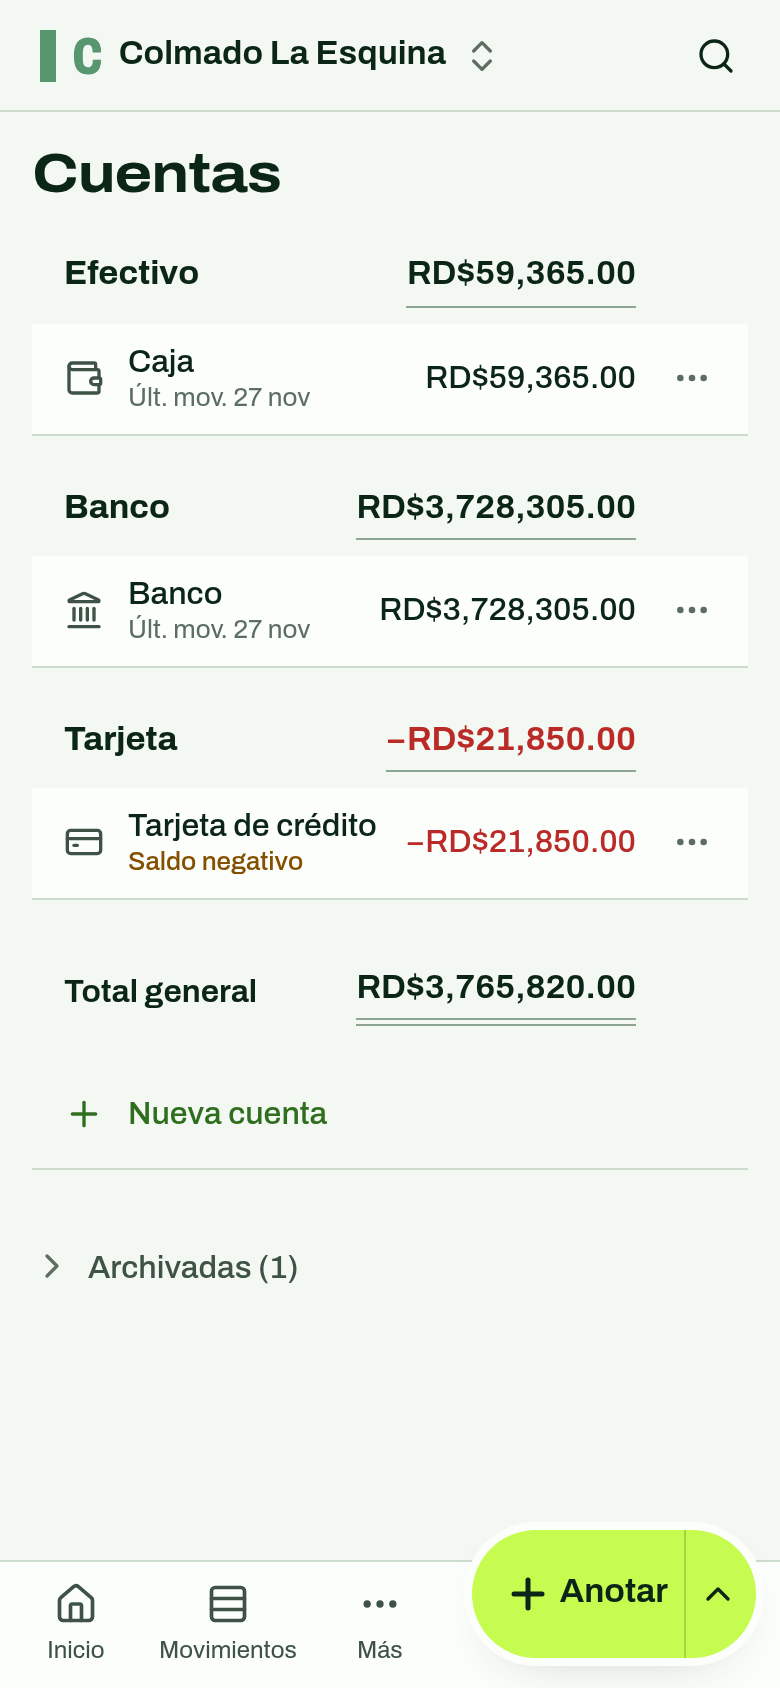 C Colmado La Esquina
Cuentas
Efectivo RD$59,365.00
Caja RD$59,365.00
Últ. mov. 27 nov
Banco RD$3,728,305.00
Banco RD$3,728,305.00
Últ. mov. 27 nov
Tarjeta –RD$21,850.00
Tarjeta de crédito –RD$21,850.00
Saldo negativo
Total general RD$3,765,820.00
Nueva cuenta
Archivadas (1)
Anotar
Inicio Movimientos Más